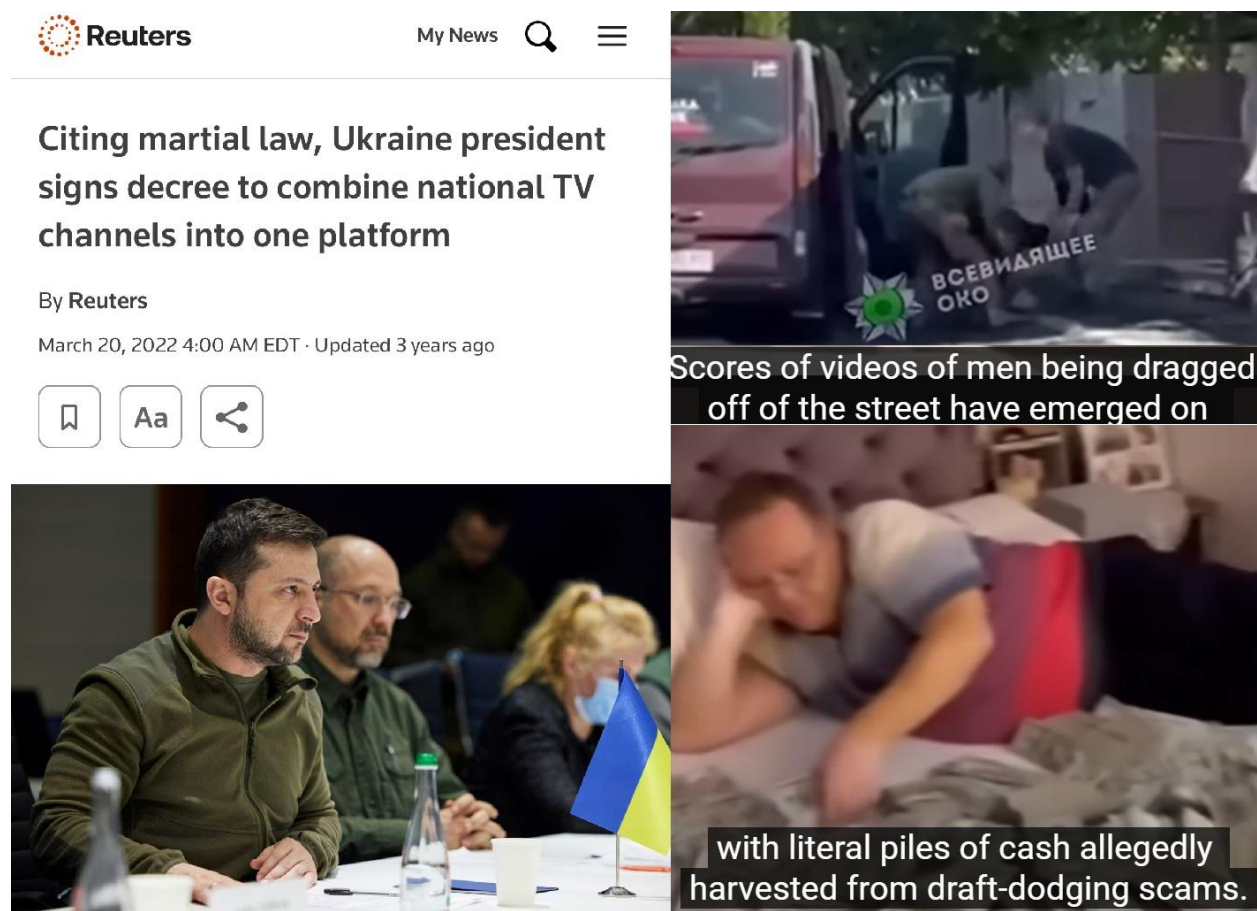 Reuters
My News
Citing martial law, Ukraine president
signs decree to combine national TV
channels into one platform
By Reuters
March 20, 2022 4:00 AM EDT · Updated 3 years ago
Aa
ВСЕВИДЯЩЕЕ
ОКО
Scores of videos of men being dragged
off of the street have emerged on
with literal piles of cash allegedly
harvested from draft-dodging scams.